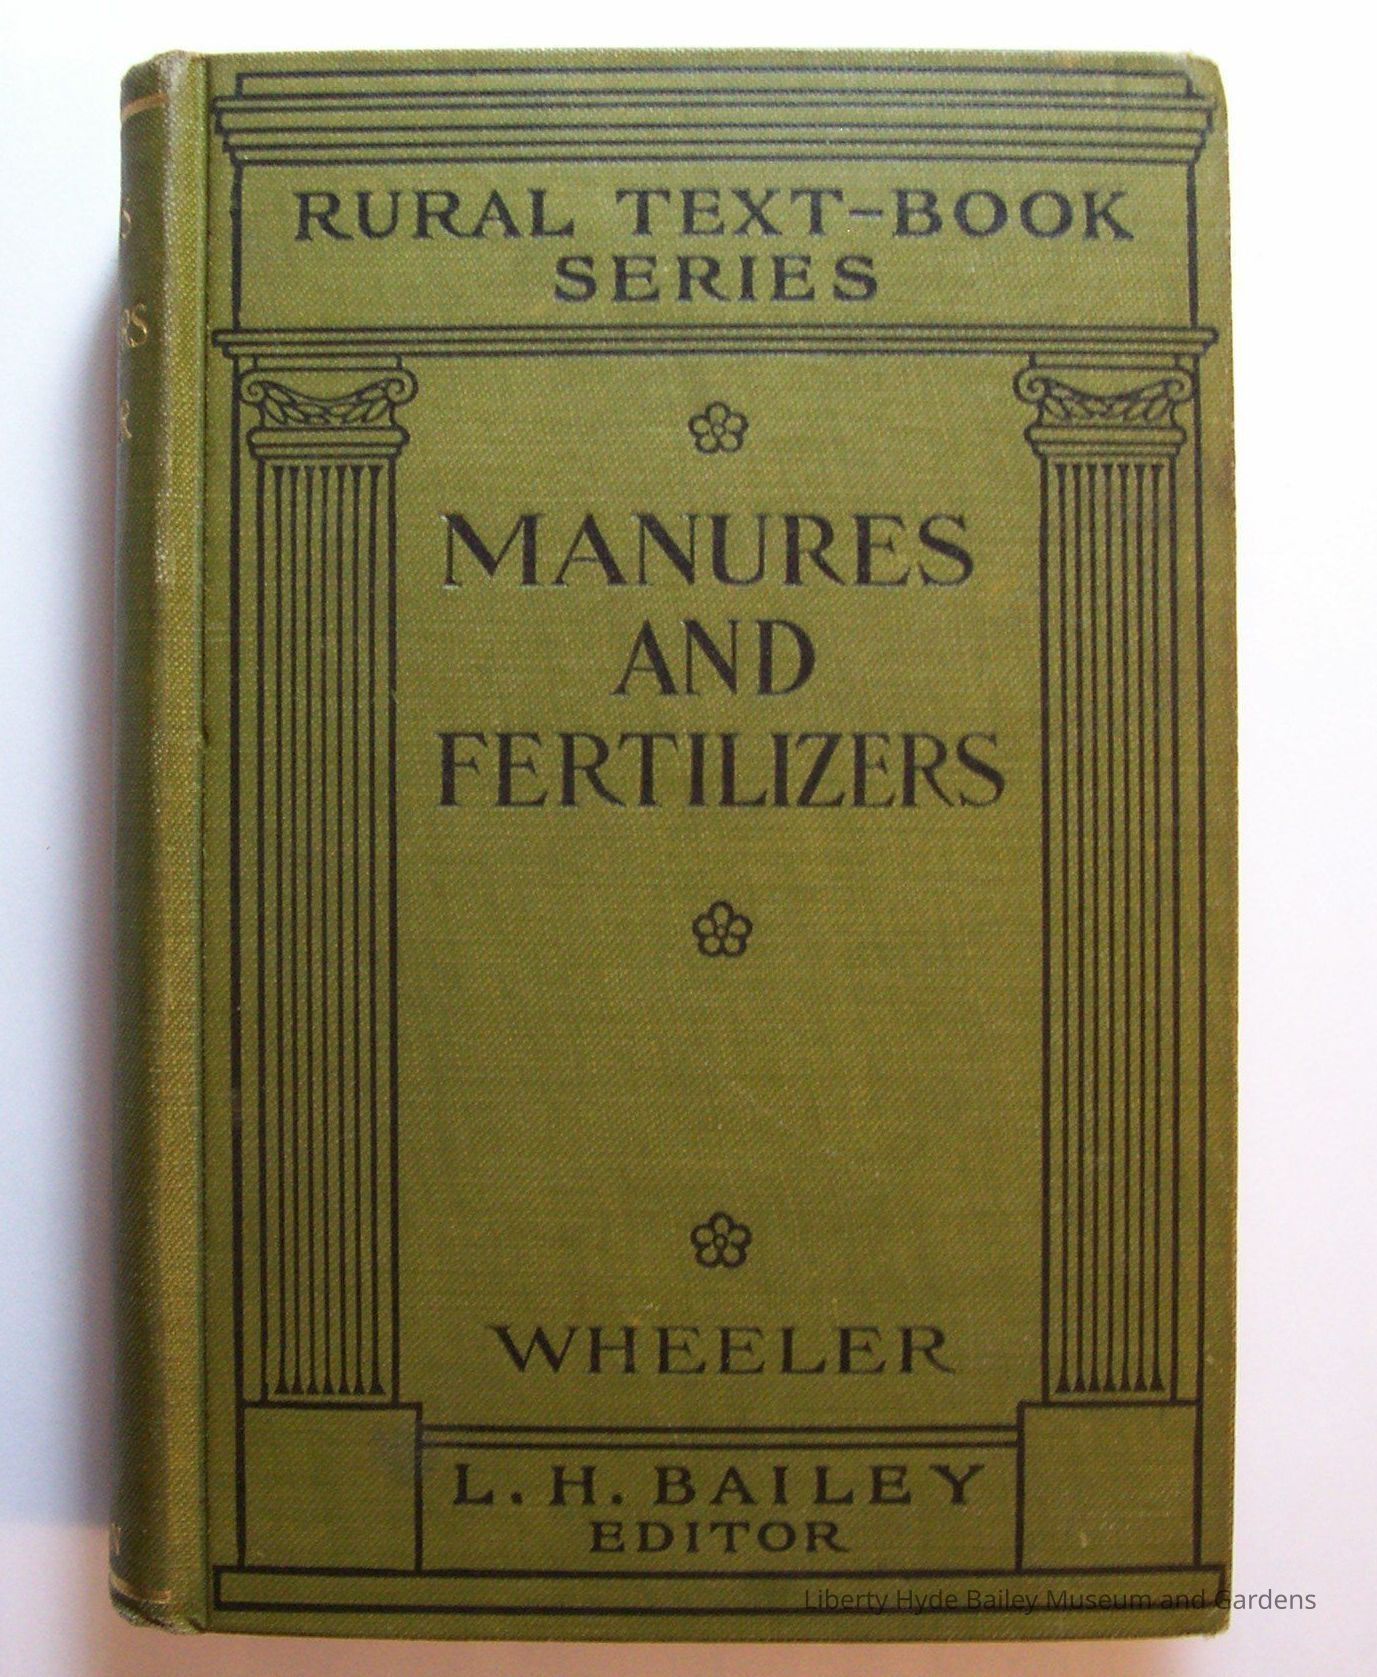 RURAL TEXT-BOOK
SERIES
MANURES
AND
FERTILIZERS
WHEELER
L. H. BAILEY
EDITOR
Liberty Hyde Bailey Museum and Gardens